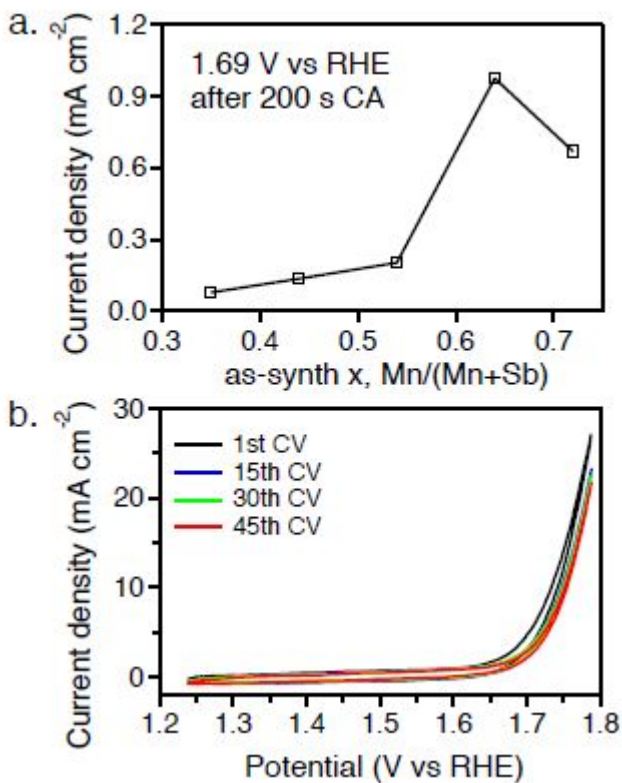 a.
Current density (mA cm⁻²)
1.2
0.9
0.6
0.3
0.0
1.69 V vs RHE
after 200 s CA
0.3 0.4 0.5 0.6 0.7
as-synth x, Mn/(Mn+Sb)
b.
Current density (mA cm⁻²)
30
20
10
0
1st CV
15th CV
30th CV
45th CV
1.2 1.3 1.4 1.5 1.6 1.7 1.8
Potential (V vs RHE)